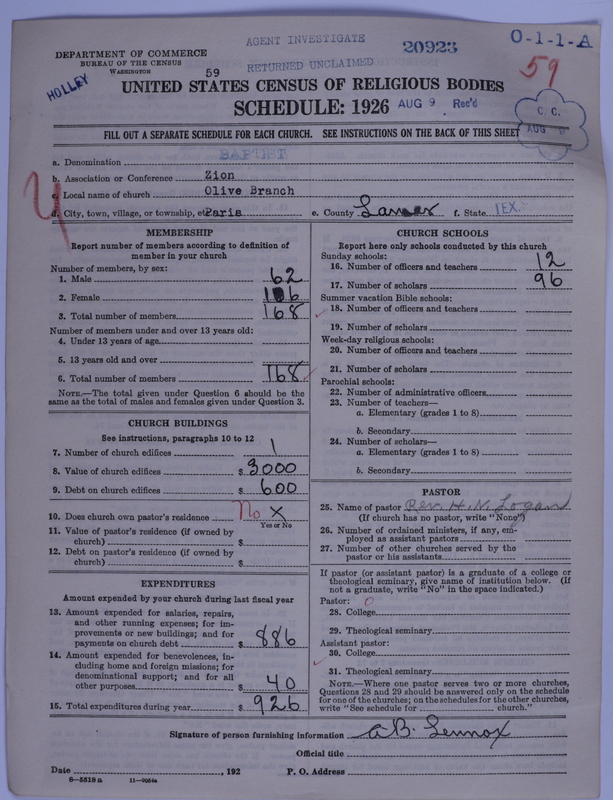 AGENT INVESTIGATE
20923
O-1-1-A
DEPARTMENT OF COMMERCE
BUREAU OF THE CENSUS
WASHINGTON
59
RETURNED UNCLAIMED
59
HOLLEY
UNITED STATES CENSUS OF RELIGIOUS BODIES
SCHEDULE: 1926 AUG 9 Rec'd
C. C.
AUG
FILL OUT A SEPARATE SCHEDULE FOR EACH CHURCH. SEE INSTRUCTIONS ON THE BACK OF THIS SHEET
a. Denomination BAPTIST
b. Association or Conference Zion
c. Local name of church Olive Branch
d. City, town, village, or township, etc Paris e. County Lamar f. State TEX.
MEMBERSHIP
Report number of members according to definition of
member in your church
Number of members, by sex:
1. Male 62
2. Female 106
3. Total number of members 168
Number of members under and over 13 years old:
4. Under 13 years of age
5. 13 years old and over
6. Total number of members 168
NOTE.—The total given under Question 6 should be
same as the total of males and females given under Question 3.
CHURCH BUILDINGS
See instructions, paragraphs 10 to 12
7. Number of church edifices 1
8. Value of church edifices $ 3000
9. Debt on church edifices $ 600
10. Does church own pastor's residence No X
Yes or No
11. Value of pastor's residence (if owned by
church) $
12. Debt on pastor's residence (if owned by
church) $
EXPENDITURES
Amount expended by your church during last fiscal year
13. Amount expended for salaries, repairs,
and other running expenses; for im-
provements or new buildings; and for
payments on church debt $ 886
14. Amount expended for benevolences, in-
cluding home and foreign missions; for
denominational support; and for all
other purposes $ 40
15. Total expenditures during year $ 926
CHURCH SCHOOLS
Report here only schools conducted by this church
Sunday schools:
16. Number of officers and teachers 12
17. Number of scholars 96
Summer vacation Bible schools:
18. Number of officers and teachers
19. Number of scholars
Week-day religious schools:
20. Number of officers and teachers
21. Number of scholars
Parochial schools:
22. Number of administrative officers
23. Number of teachers—
a. Elementary (grades 1 to 8)
b. Secondary
24. Number of scholars—
a. Elementary (grades 1 to 8)
b. Secondary
PASTOR
25. Name of pastor Rev. H. N. Logan
(If church has no pastor, write "None")
26. Number of ordained ministers, if any, em-
ployed as assistant pastors
27. Number of other churches served by the
pastor or his assistants
If pastor (or assistant pastor) is a graduate of a college or
theological seminary, give name of institution below. (If
not a graduate, write "No" in the space indicated.)
Pastor: 0
28. College
29. Theological seminary
Assistant pastor:
30. College
31. Theological seminary
NOTE.—Where one pastor serves two or more churches,
Questions 28 and 29 should be answered only on the schedule
for one of the churches; on the schedules for the other churches,
write "See schedule for church."
Signature of person furnishing information A B. Lennox
Official title
Date , 192 P. O. Address
8—5518a 11—9054a